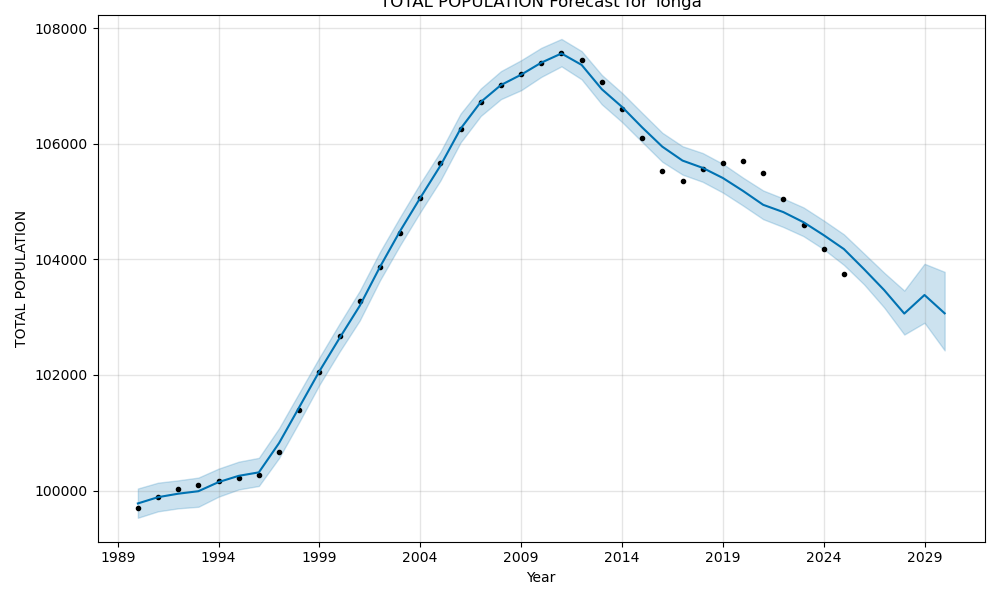 TOTAL POPULATION Forecast for Tonga
108000
106000
104000
102000
100000
TOTAL POPULATION
1989 1994 1999 2004 2009 2014 2019 2024 2029
Year